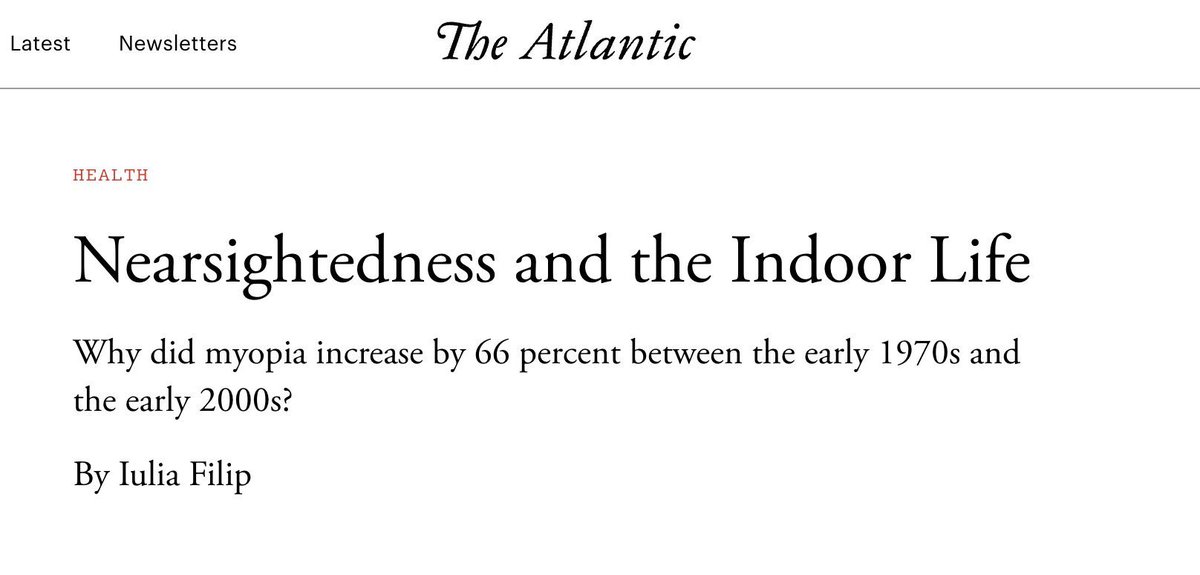 Latest Newsletters The Atlantic
HEALTH
Nearsightedness and the Indoor Life
Why did myopia increase by 66 percent between the early 1970s and
the early 2000s?
By Iulia Filip